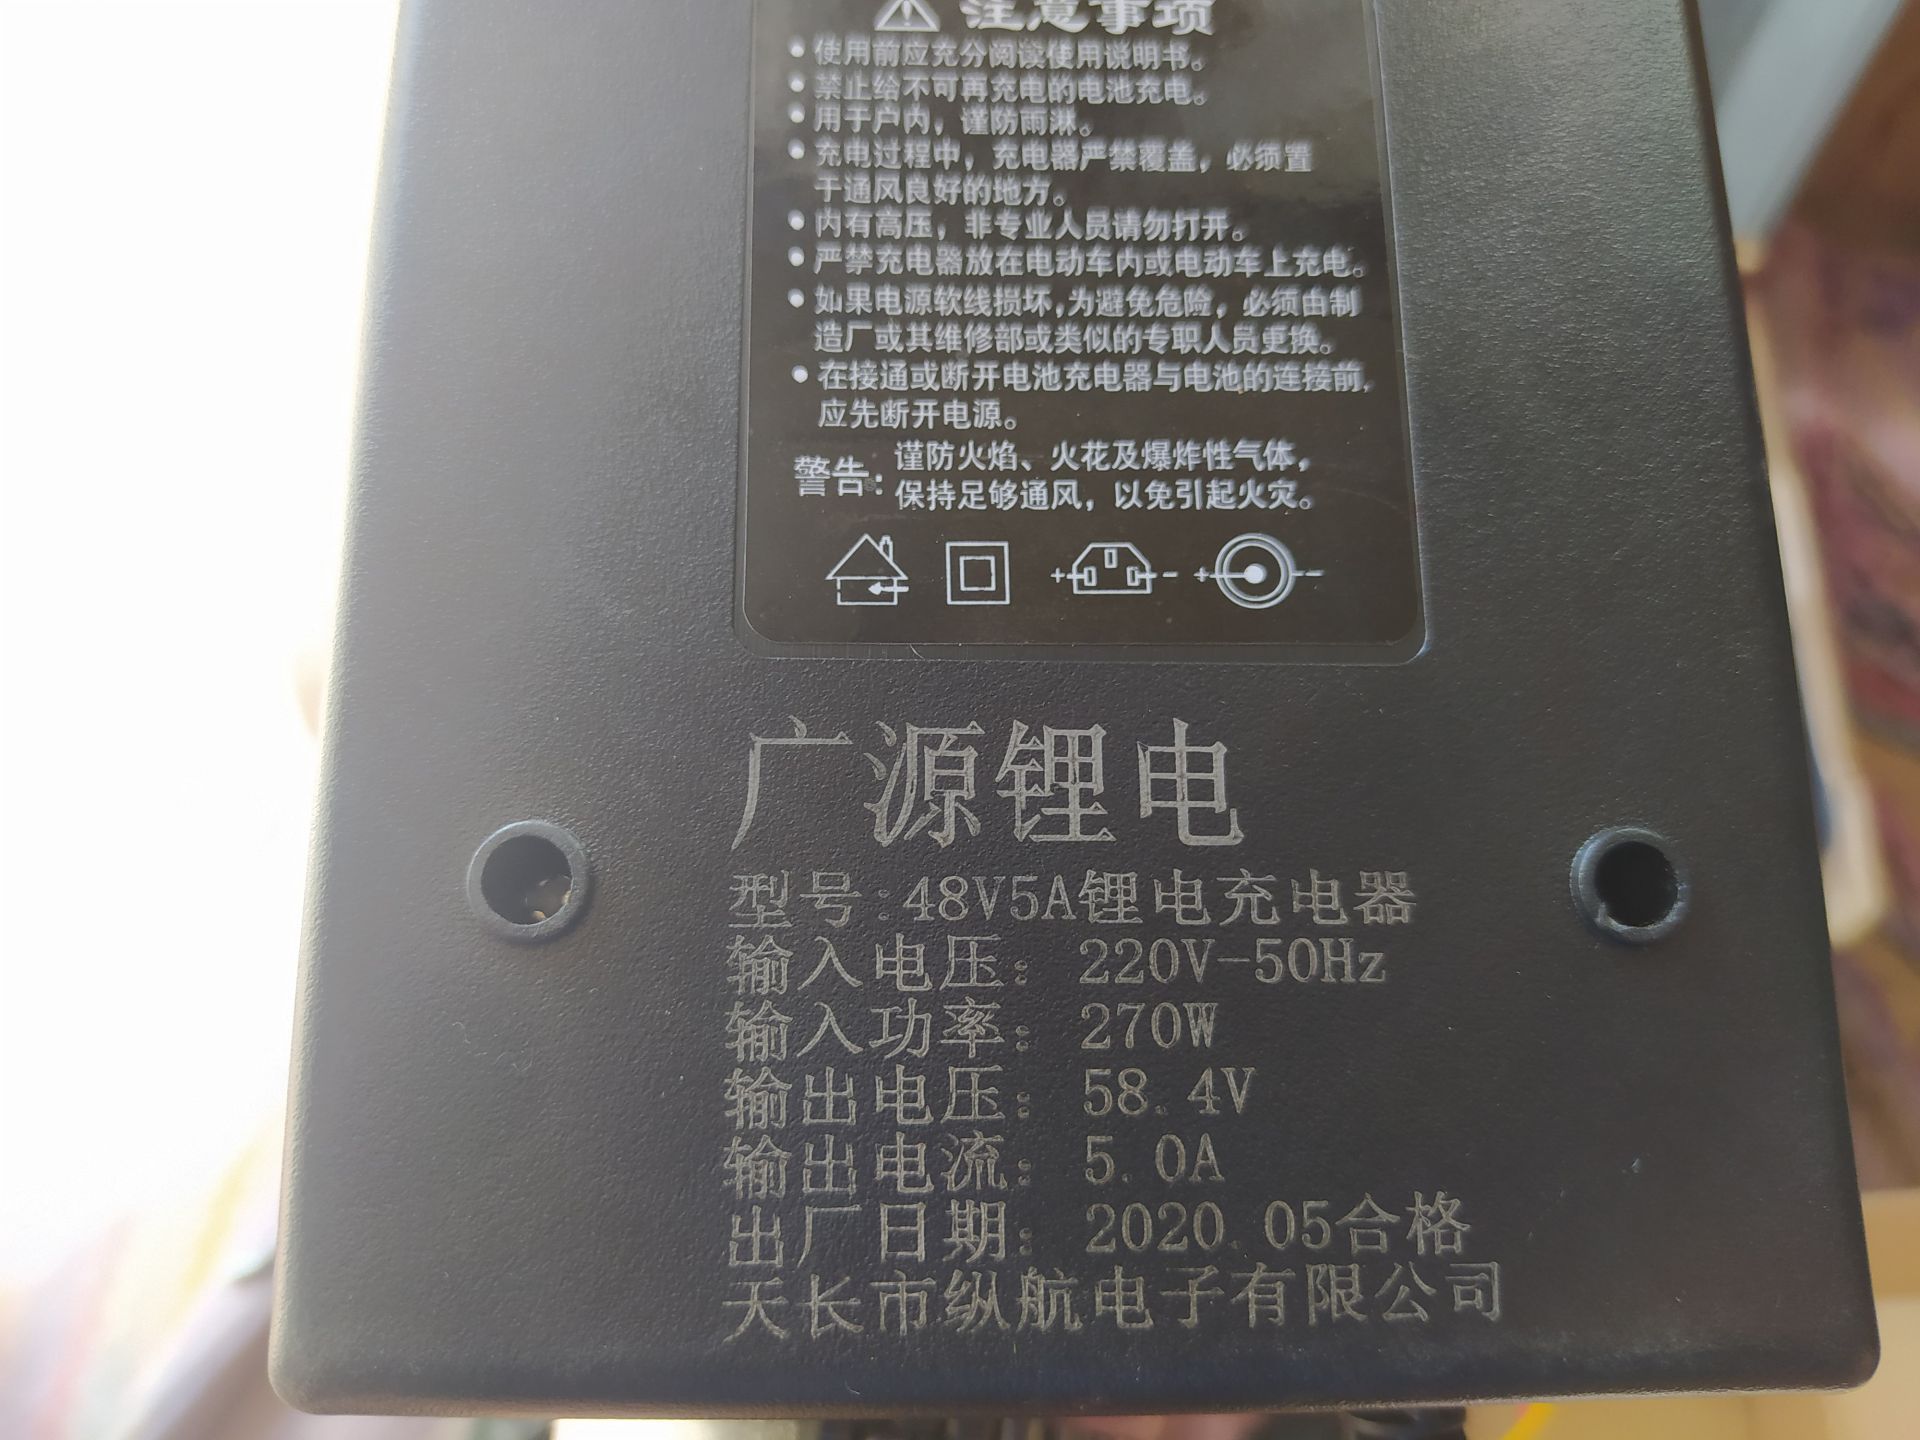 注意事项
• 使用前应充分阅读使用说明书。
• 禁止给不可再充电的电池充电。
• 用于户内，谨防雨淋。
• 充电过程中，充电器严禁覆盖，必须置
于通风良好的地方。
• 内有高压，非专业人员请勿打开。
• 严禁充电器放在电动车内或电动车上充电。
• 如果电源软线损坏，为避免危险，必须由制
造厂或其维修部或类似的专职人员更换。
• 在接通或断开电池充电器与电池的连接前，
应先断开电源。
警告：谨防火焰、火花及爆炸性气体，
保持足够通风，以免引起火灾。
+ - + -
广源锂电
型号:48V5A锂电充电器
输入电压：220V-50Hz
输入功率：270W
输出电压：58.4V
输出电流：5.0A
出厂日期：2020.05合格
天长市纵航电子有限公司